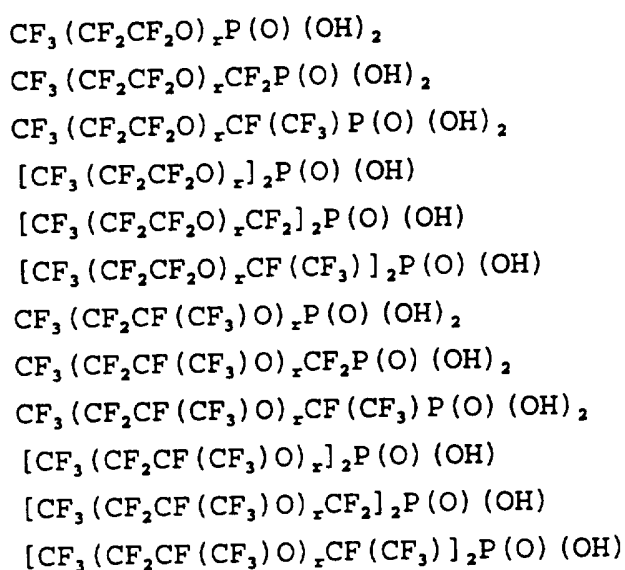 CF₃(CF₂CF₂O)ᵣP(O)(OH)₂
CF₃(CF₂CF₂O)ᵣCF₂P(O)(OH)₂
CF₃(CF₂CF₂O)ᵣCF(CF₃)P(O)(OH)₂
[CF₃(CF₂CF₂O)ᵣ]₂P(O)(OH)
[CF₃(CF₂CF₂O)ᵣCF₂]₂P(O)(OH)
[CF₃(CF₂CF₂O)ᵣCF(CF₃)]₂P(O)(OH)
CF₃(CF₂CF(CF₃)O)ᵣP(O)(OH)₂
CF₃(CF₂CF(CF₃)O)ᵣCF₂P(O)(OH)₂
CF₃(CF₂CF(CF₃)O)ᵣCF(CF₃)P(O)(OH)₂
[CF₃(CF₂CF(CF₃)O)ᵣ]₂P(O)(OH)
[CF₃(CF₂CF(CF₃)O)ᵣCF₂]₂P(O)(OH)
[CF₃(CF₂CF(CF₃)O)ᵣCF(CF₃)]₂P(O)(OH)